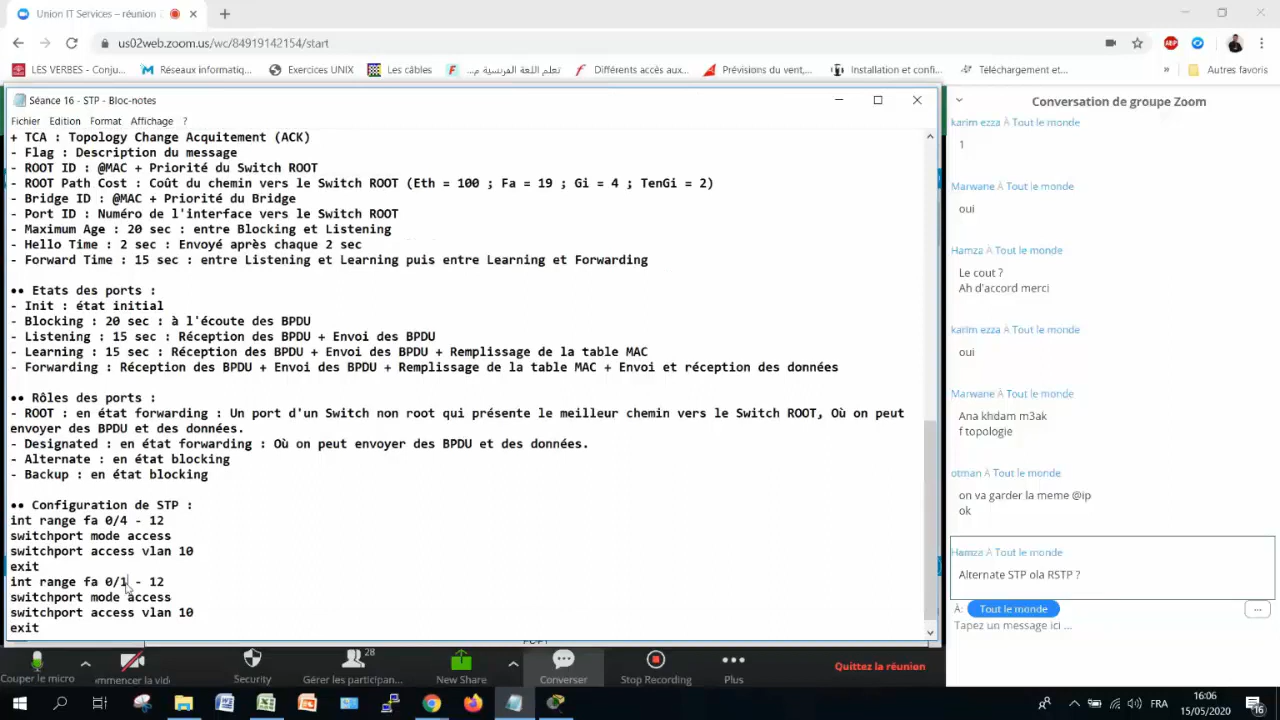 Union IT Services – réunion
us02web.zoom.us/wc/84919142154/start
LES VERBES - Conju...
Réseaux informatiq...
Exercices UNIX
Les câbles
تعلم اللغة الفرنسية م...
Différents accès aux...
Prévisions du vent,...
Installation et confi...
Téléchargement et...
»
Autres favoris
Séance 16 - STP - Bloc-notes
Fichier Edition Format Affichage ?
+ TCA : Topology Change Acquitement (ACK)
- Flag : Description du message
- ROOT ID : @MAC + Priorité du Switch ROOT
- ROOT Path Cost : Coût du chemin vers le Switch ROOT (Eth = 100 ; Fa = 19 ; Gi = 4 ; TenGi = 2)
- Bridge ID : @MAC + Priorité du Bridge
- Port ID : Numéro de l'interface vers le Switch ROOT
- Maximum Age : 20 sec : entre Blocking et Listening
- Hello Time : 2 sec : Envoyé après chaque 2 sec
- Forward Time : 15 sec : entre Listening et Learning puis entre Learning et Forwarding
•• Etats des ports :
- Init : état initial
- Blocking : 20 sec : à l'écoute des BPDU
- Listening : 15 sec : Réception des BPDU + Envoi des BPDU
- Learning : 15 sec : Réception des BPDU + Envoi des BPDU + Remplissage de la table MAC
- Forwarding : Réception des BPDU + Envoi des BPDU + Remplissage de la table MAC + Envoi et réception des données
•• Rôles des ports :
- ROOT : en état forwarding : Un port d'un Switch non root qui présente le meilleur chemin vers le Switch ROOT, Où on peut
envoyer des BPDU et des données.
- Designated : en état forwarding : Où on peut envoyer des BPDU et des données.
- Alternate : en état blocking
- Backup : en état blocking
•• Configuration de STP :
int range fa 0/4 - 12
switchport mode access
switchport access vlan 10
exit
int range fa 0/1 - 12
switchport mode access
switchport access vlan 10
exit
Conversation de groupe Zoom
karim ezza À Tout le monde
1
Marwane À Tout le monde
oui
Hamza À Tout le monde
Le cout ?
Ah d'accord merci
karim ezza À Tout le monde
oui
Marwane À Tout le monde
Ana khdam m3ak
f topologie
otman À Tout le monde
on va garder la meme @ip
ok
Hamza À Tout le monde
Alternate STP ola RSTP ?
À: Tout le monde
...
Tapez un message ici ...
Couper le micro
immencer la vid
Security
28
Gérer les participan...
New Share
Converser
Stop Recording
Plus
Quittez la réunion
FRA
16:06
15/05/2020
16